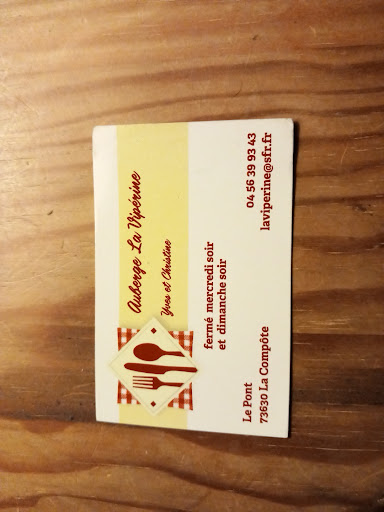 Auberge La Vipérine
Yves et Christine
fermé mercredi soir
et dimanche soir
Le Pont
73630 La Compôte
04 56 39 93 43
laviperine@sfr.fr